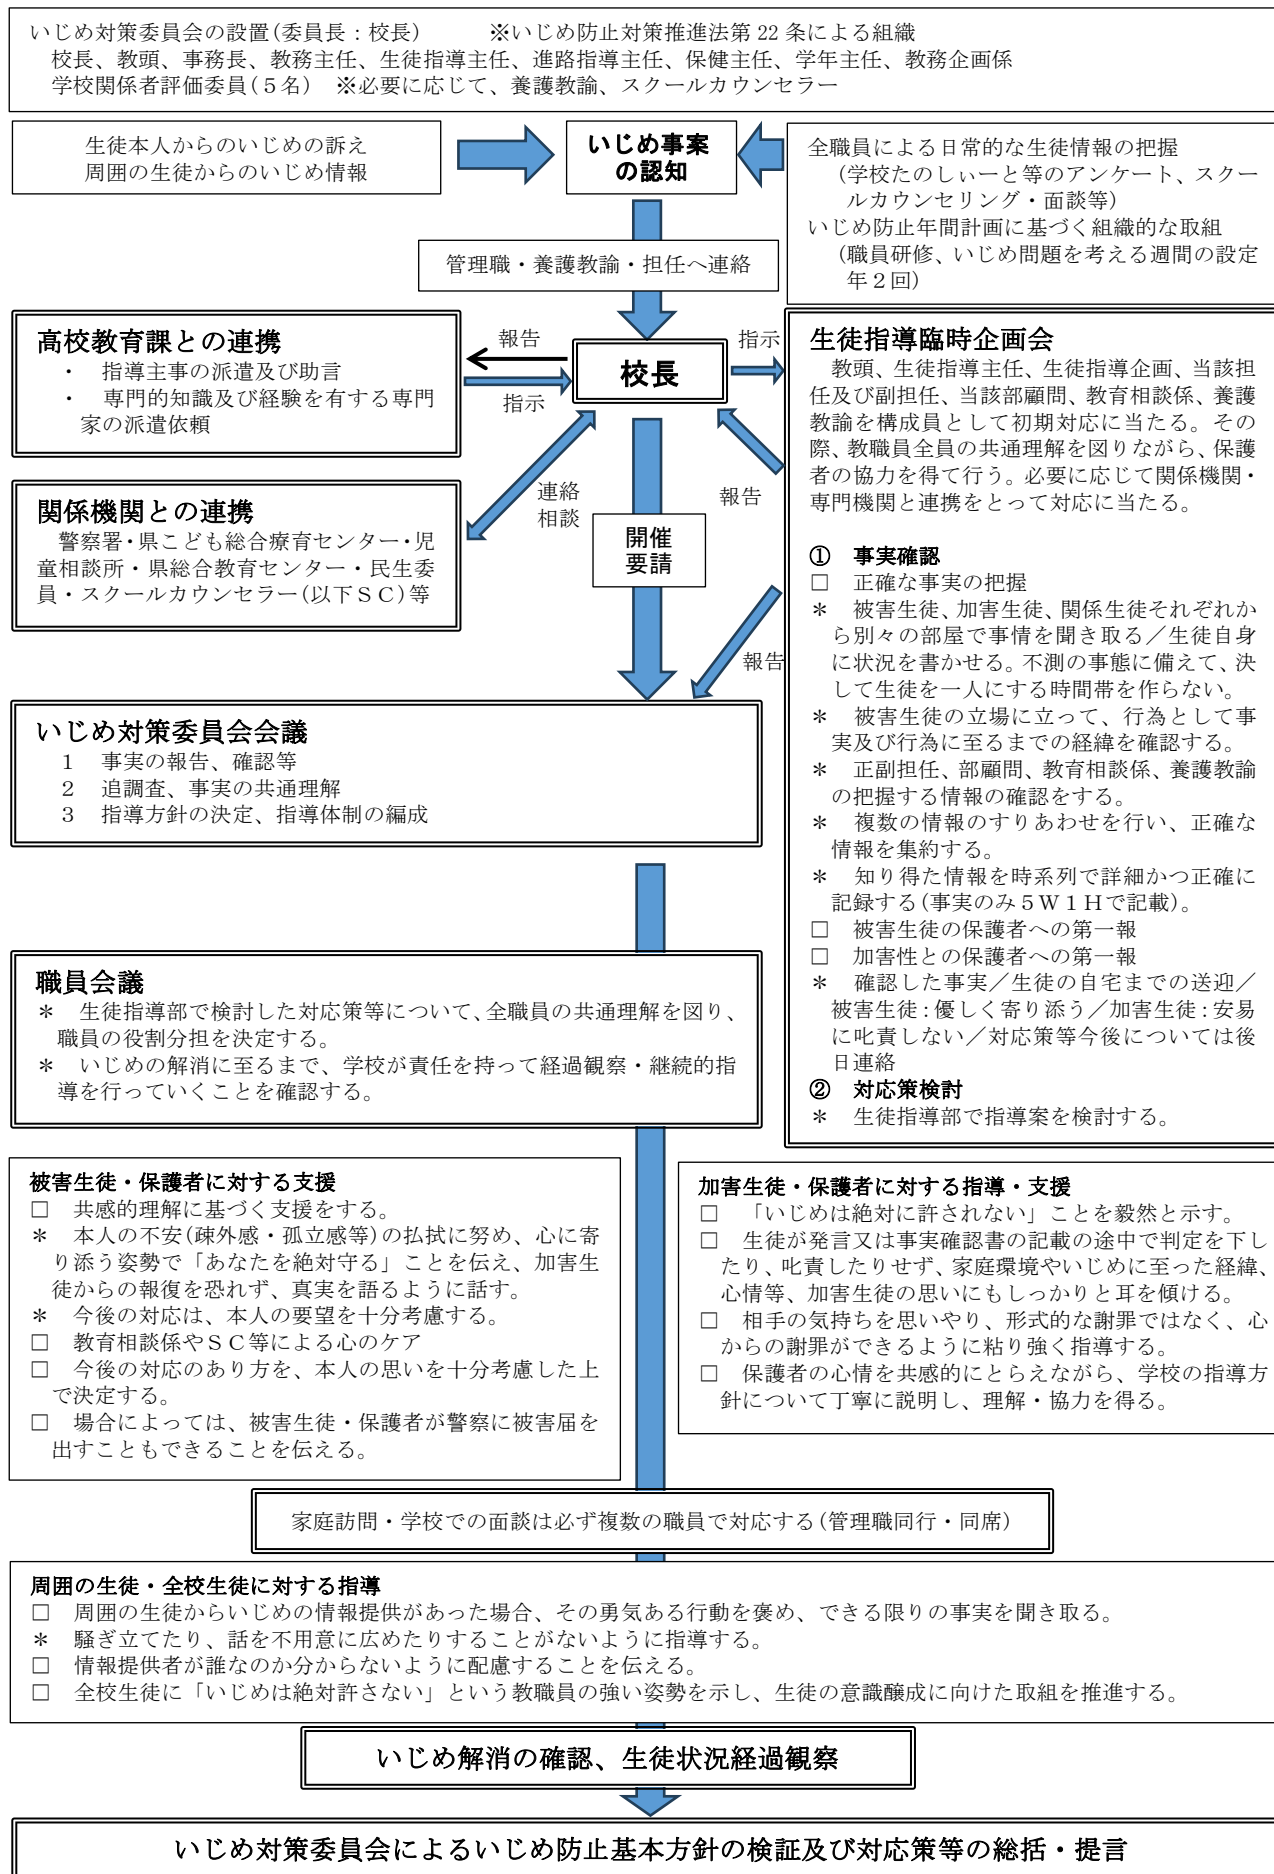 いじめ対策委員会の設置(委員長：校長)　　　※いじめ防止対策推進法第 22 条による組織
校長、教頭、事務長、教務主任、生徒指導主任、進路指導主任、保健主任、学年主任、教務企画係
学校関係者評価委員(５名)　※必要に応じて、養護教諭、スクールカウンセラー
生徒本人からのいじめの訴え
周囲の生徒からのいじめ情報
いじめ事案
の認知
全職員による日常的な生徒情報の把握
(学校たのしぃーと等のアンケート、スクー
ルカウンセリング・面談等)
いじめ防止年間計画に基づく組織的な取組
(職員研修、いじめ問題を考える週間の設定
年２回)
管理職・養護教諭・担任へ連絡
高校教育課との連携
・　指導主事の派遣及び助言
・　専門的知識及び経験を有する専門
家の派遣依頼
報告
指示
校長
指示
関係機関との連携
警察署・県こども総合療育センター・児
童相談所・県総合教育センター・民生委
員・スクールカウンセラー(以下ＳＣ)等
連絡
相談
開催
要請
報告
報告
生徒指導臨時企画会
教頭、生徒指導主任、生徒指導企画、当該担
任及び副担任、当該部顧問、教育相談係、養護
教諭を構成員として初期対応に当たる。その
際、教職員全員の共通理解を図りながら、保護
者の協力を得て行う。必要に応じて関係機関・
専門機関と連携をとって対応に当たる。
①　事実確認
□　正確な事実の把握
＊　被害生徒、加害生徒、関係生徒それぞれか
ら別々の部屋で事情を聞き取る／生徒自身
に状況を書かせる。不測の事態に備えて、決
して生徒を一人にする時間帯を作らない。
＊　被害生徒の立場に立って、行為として事
実及び行為に至るまでの経緯を確認する。
＊　正副担任、部顧問、教育相談係、養護教諭
の把握する情報の確認をする。
＊　複数の情報のすりあわせを行い、正確な
情報を集約する。
＊　知り得た情報を時系列で詳細かつ正確に
記録する(事実のみ５Ｗ１Ｈで記載)。
□　被害生徒の保護者への第一報
□　加害性との保護者への第一報
＊　確認した事実／生徒の自宅までの送迎／
被害生徒：優しく寄り添う／加害生徒：安易
に叱責しない／対応策等今後については後
日連絡
②　対応策検討
＊　生徒指導部で指導案を検討する。
いじめ対策委員会会議
１　事実の報告、確認等
２　追調査、事実の共通理解
３　指導方針の決定、指導体制の編成
職員会議
＊　生徒指導部で検討した対応策等について、全職員の共通理解を図り、
職員の役割分担を決定する。
＊　いじめの解消に至るまで、学校が責任を持って経過観察・継続的指
導を行っていくことを確認する。
被害生徒・保護者に対する支援
□　共感的理解に基づく支援をする。
＊　本人の不安(疎外感・孤立感等)の払拭に努め、心に寄
り添う姿勢で「あなたを絶対守る」ことを伝え、加害生
徒からの報復を恐れず、真実を語るように話す。
＊　今後の対応は、本人の要望を十分考慮する。
□　教育相談係やＳＣ等による心のケア
□　今後の対応のあり方を、本人の思いを十分考慮した上
で決定する。
□　場合によっては、被害生徒・保護者が警察に被害届を
出すこともできることを伝える。
加害生徒・保護者に対する指導・支援
□　「いじめは絶対に許されない」ことを毅然と示す。
□　生徒が発言又は事実確認書の記載の途中で判定を下し
たり、叱責したりせず、家庭環境やいじめに至った経緯、
心情等、加害生徒の思いにもしっかりと耳を傾ける。
□　相手の気持ちを思いやり、形式的な謝罪ではなく、心
からの謝罪ができるように粘り強く指導する。
□　保護者の心情を共感的にとらえながら、学校の指導方
針について丁寧に説明し、理解・協力を得る。
家庭訪問・学校での面談は必ず複数の職員で対応する(管理職同行・同席)
周囲の生徒・全校生徒に対する指導
□　周囲の生徒からいじめの情報提供があった場合、その勇気ある行動を褒め、できる限りの事実を聞き取る。
＊　騒ぎ立てたり、話を不用意に広めたりすることがないように指導する。
□　情報提供者が誰なのか分からないように配慮することを伝える。
□　全校生徒に「いじめは絶対許さない」という教職員の強い姿勢を示し、生徒の意識醸成に向けた取組を推進する。
いじめ解消の確認、生徒状況経過観察
いじめ対策委員会によるいじめ防止基本方針の検証及び対応策等の総括・提言